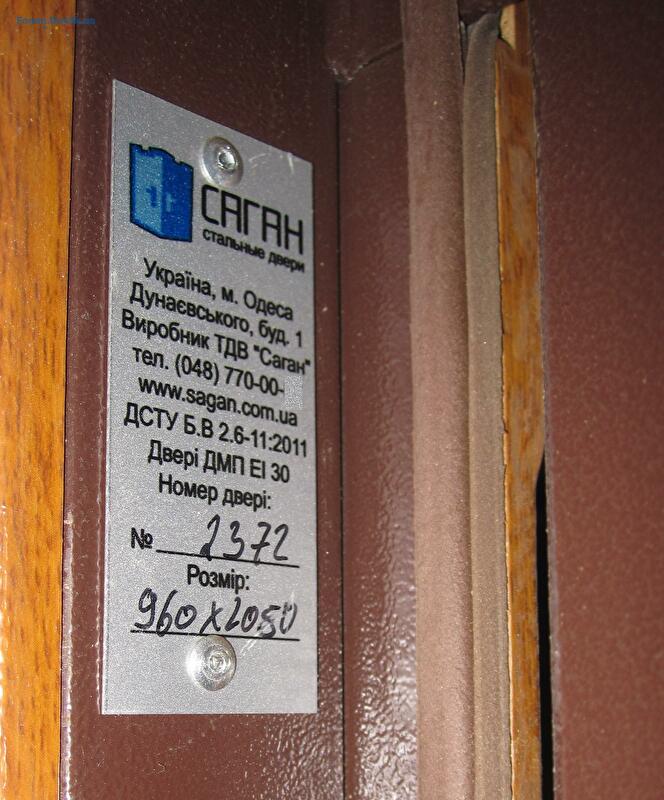 САГАН
стальные двери
Україна, м. Одеса
Дунаєвського, буд. 1
Виробник ТДВ "Саган"
тел. (048) 770-00-
www.sagan.com.ua
ДСТУ Б.В 2.6-11:2011
Двері ДМП ЕІ 30
Номер двері:
№ 2372
Розмір:
960x2050